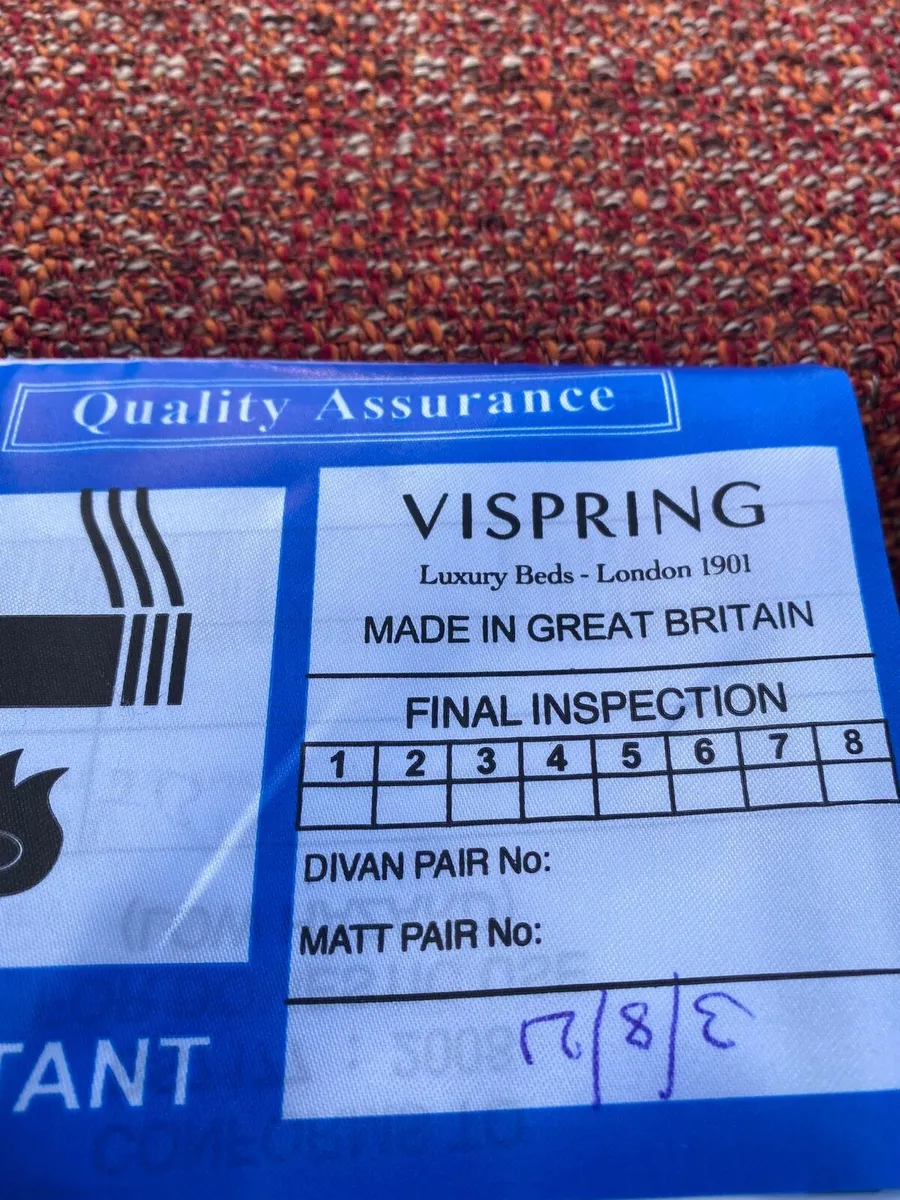 Quality Assurance
VISPRING
Luxury Beds - London 1901
MADE IN GREAT BRITAIN
FINAL INSPECTION
1 2 3 4 5 6 7 8
DIVAN PAIR No:
MATT PAIR No:
TANT